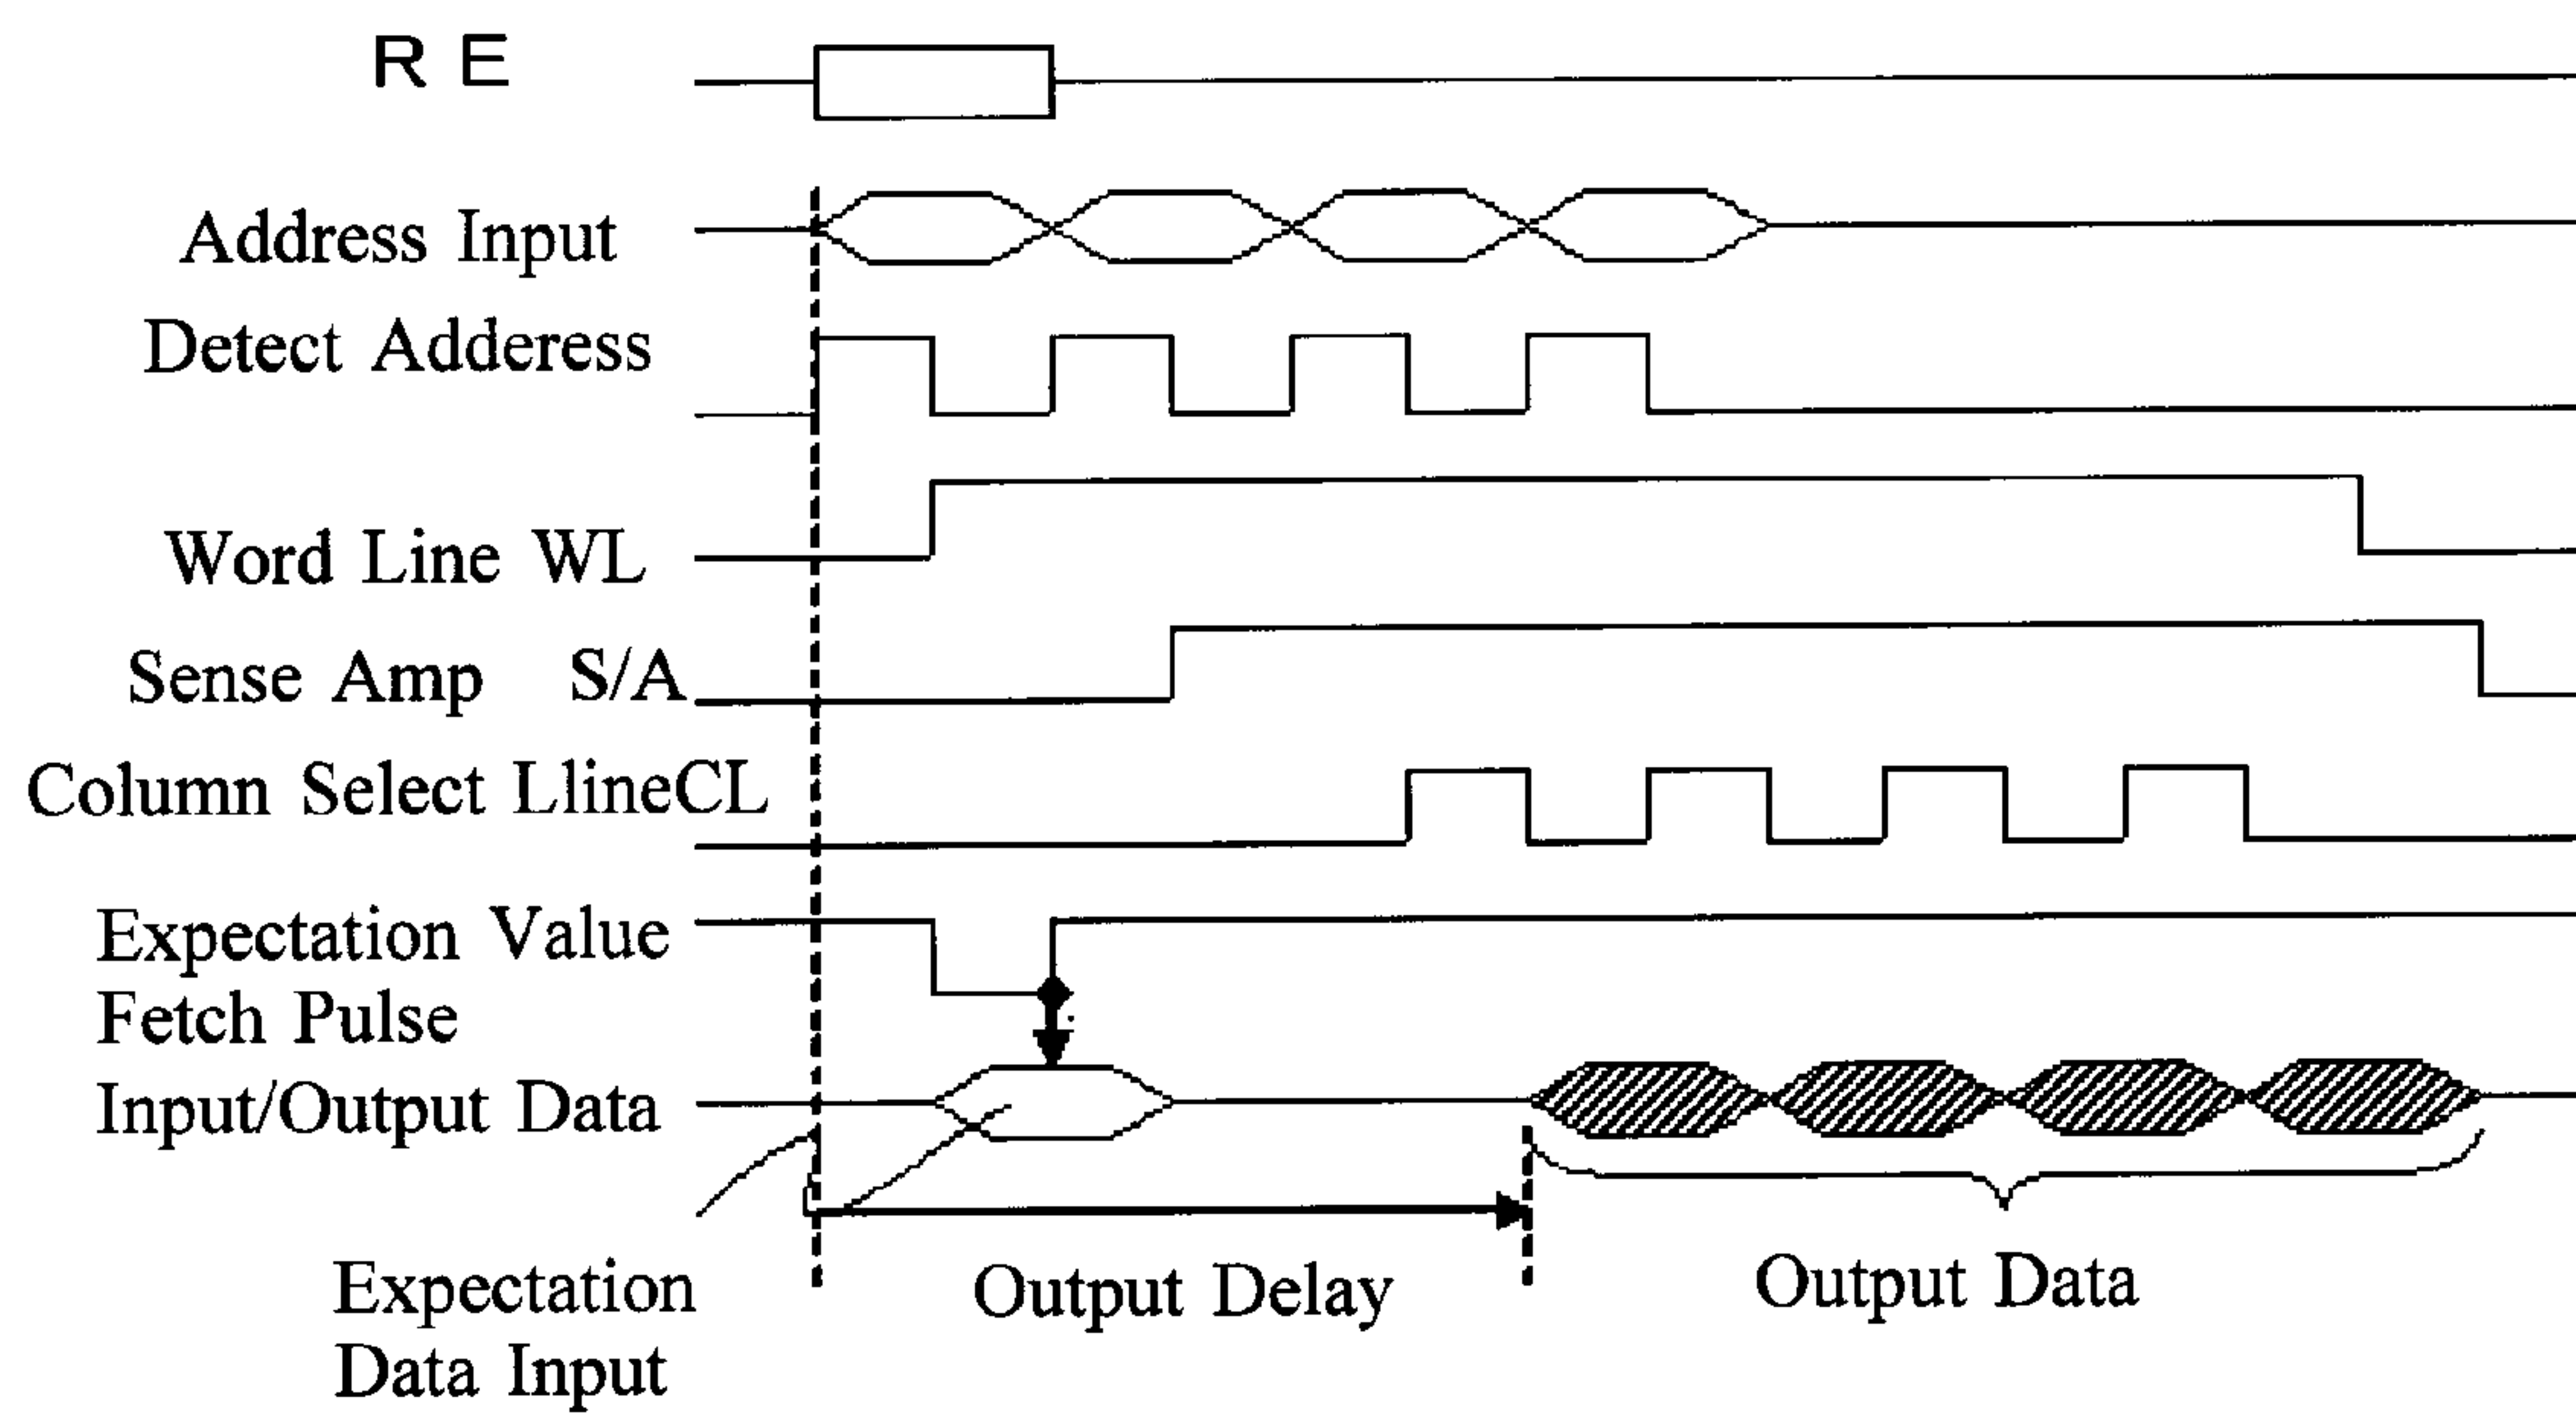 R E
Address Input
Detect Adderess
Word Line WL
Sense Amp S/A
Column Select LlineCL
Expectation Value
Fetch Pulse
Input/Output Data
Expectation
Data Input
Output Delay
Output Data